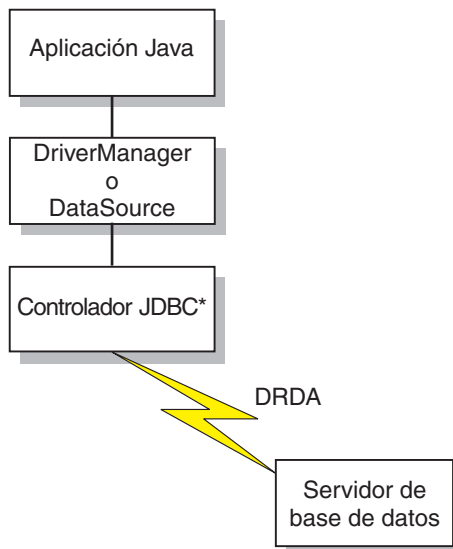 Aplicación Java
DriverManager
o
DataSource
Controlador JDBC*
DRDA
Servidor de
base de datos